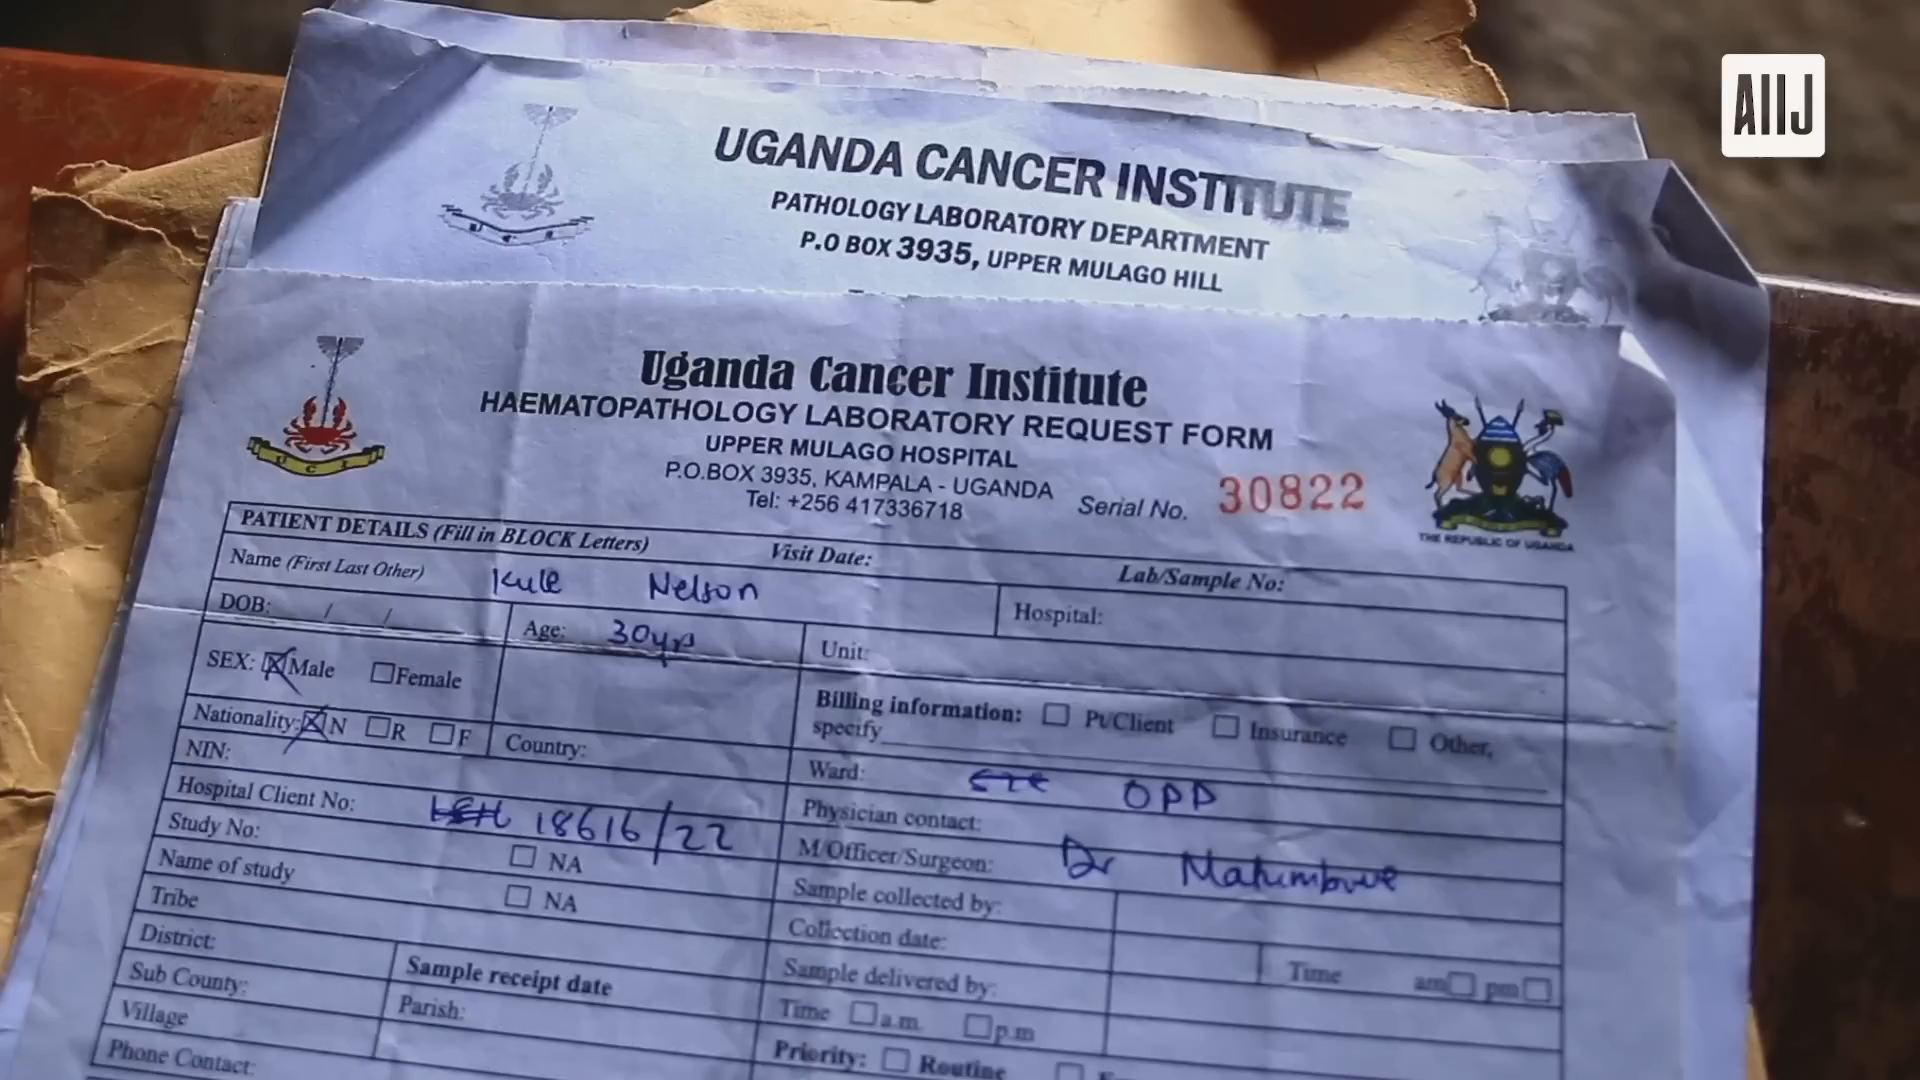 AIIJ
UGANDA CANCER INSTITUTE
PATHOLOGY LABORATORY DEPARTMENT
P.O BOX 3935, UPPER MULAGO HILL
U C I
Uganda Cancer Institute
HAEMATOPATHOLOGY LABORATORY REQUEST FORM
UPPER MULAGO HOSPITAL
P.O.BOX 3935, KAMPALA - UGANDA
Tel: +256 417336718
Serial No. 30822
U C I
THE REPUBLIC OF UGANDA
PATIENT DETAILS (Fill in BLOCK Letters) Visit Date: Lab/Sample No:
Name (First Last Other) Kule Nelson Hospital:
DOB: / / Age: 30yrs Unit:
SEX: Male Female
Billing information: Pt/Client Insurance Other,
specify
Nationality: N R F Country:
NIN: Ward: OPD
Hospital Client No: 18616/22 Physician contact:
Study No: NA M/Officer/Surgeon: Dr
Name of study NA Sample collected by:
Tribe Collection date: Time am pm
District: Sample receipt date Sample delivered by:
Sub County: Parish: Time a.m. p.m
Village Priority: Routine
Phone Contact: